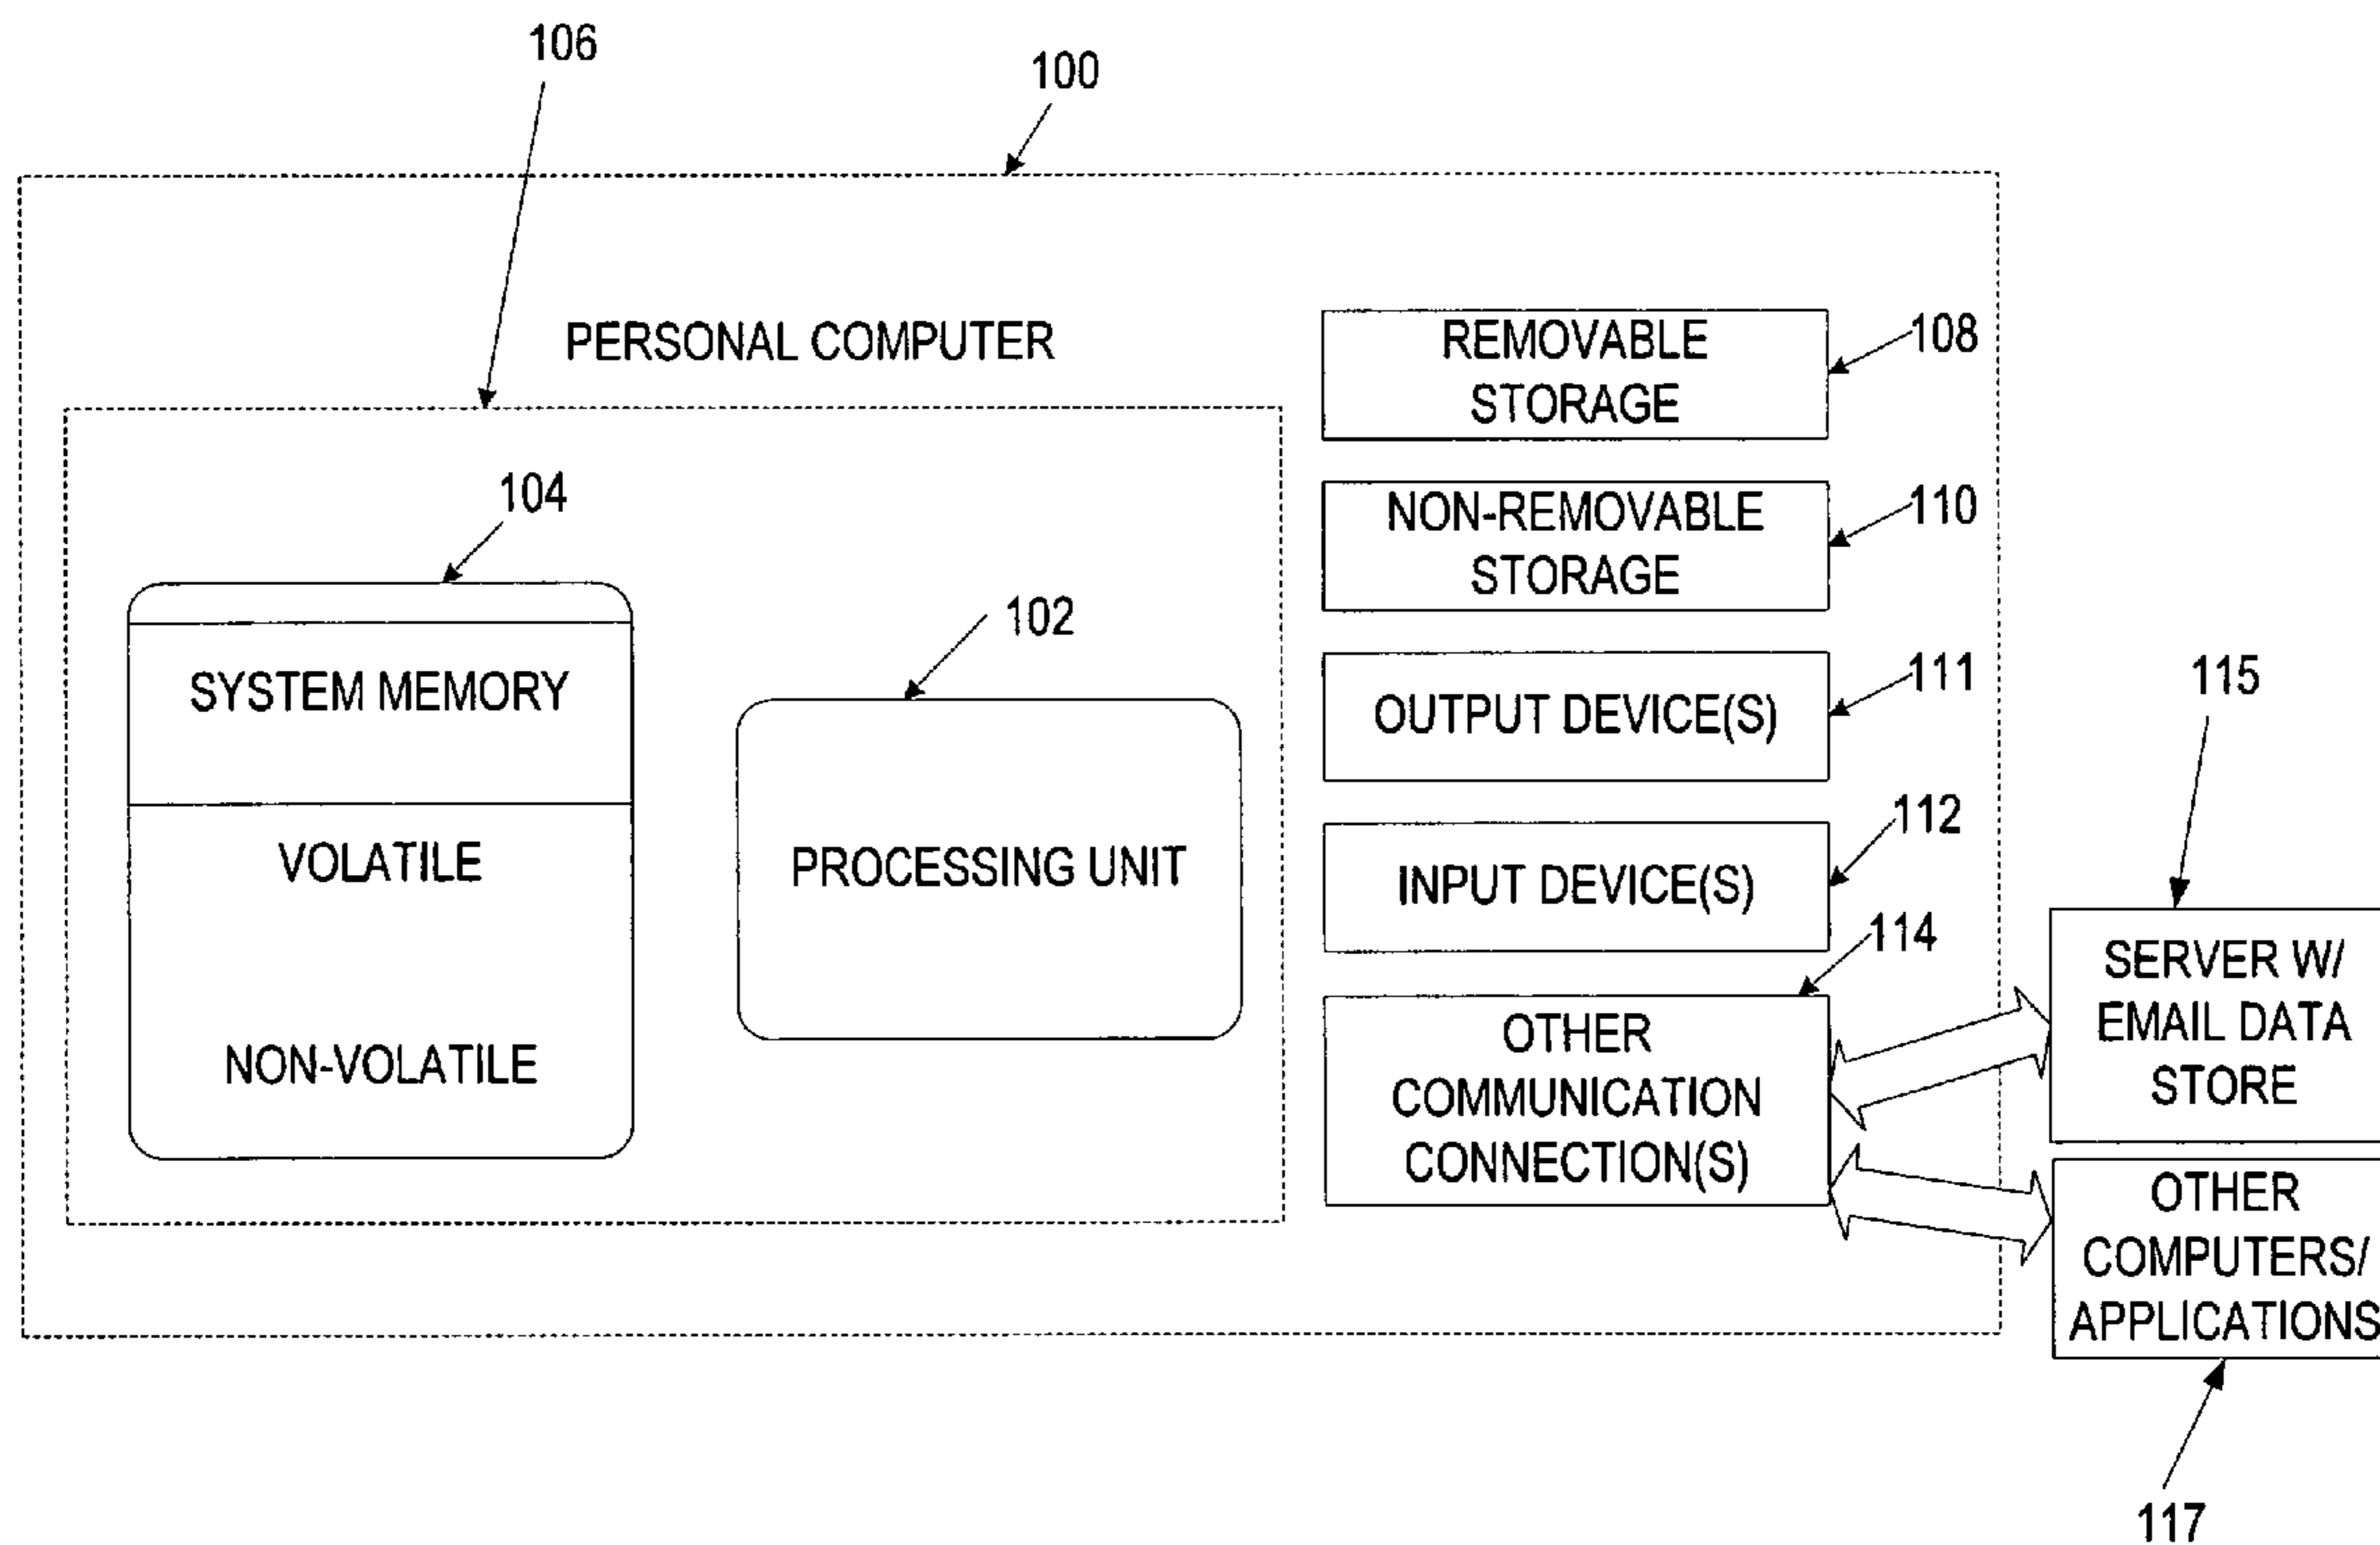 106
100
PERSONAL COMPUTER
REMOVABLE
STORAGE
108
NON-REMOVABLE
STORAGE
110
104
SYSTEM MEMORY
VOLATILE
NON-VOLATILE
102
PROCESSING UNIT
OUTPUT DEVICE(S)
111
INPUT DEVICE(S)
112
114
OTHER
COMMUNICATION
CONNECTION(S)
115
SERVER W/
EMAIL DATA
STORE
OTHER
COMPUTERS/
APPLICATIONS
117